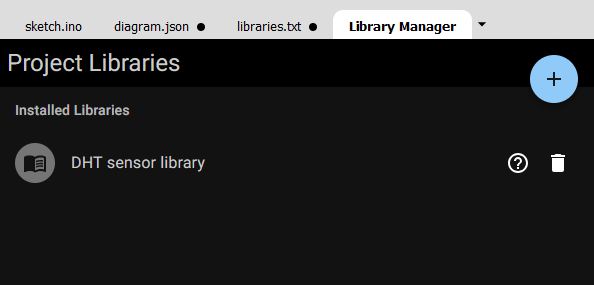 sketch.ino diagram.json libraries.txt Library Manager
Project Libraries
Installed Libraries
DHT sensor library